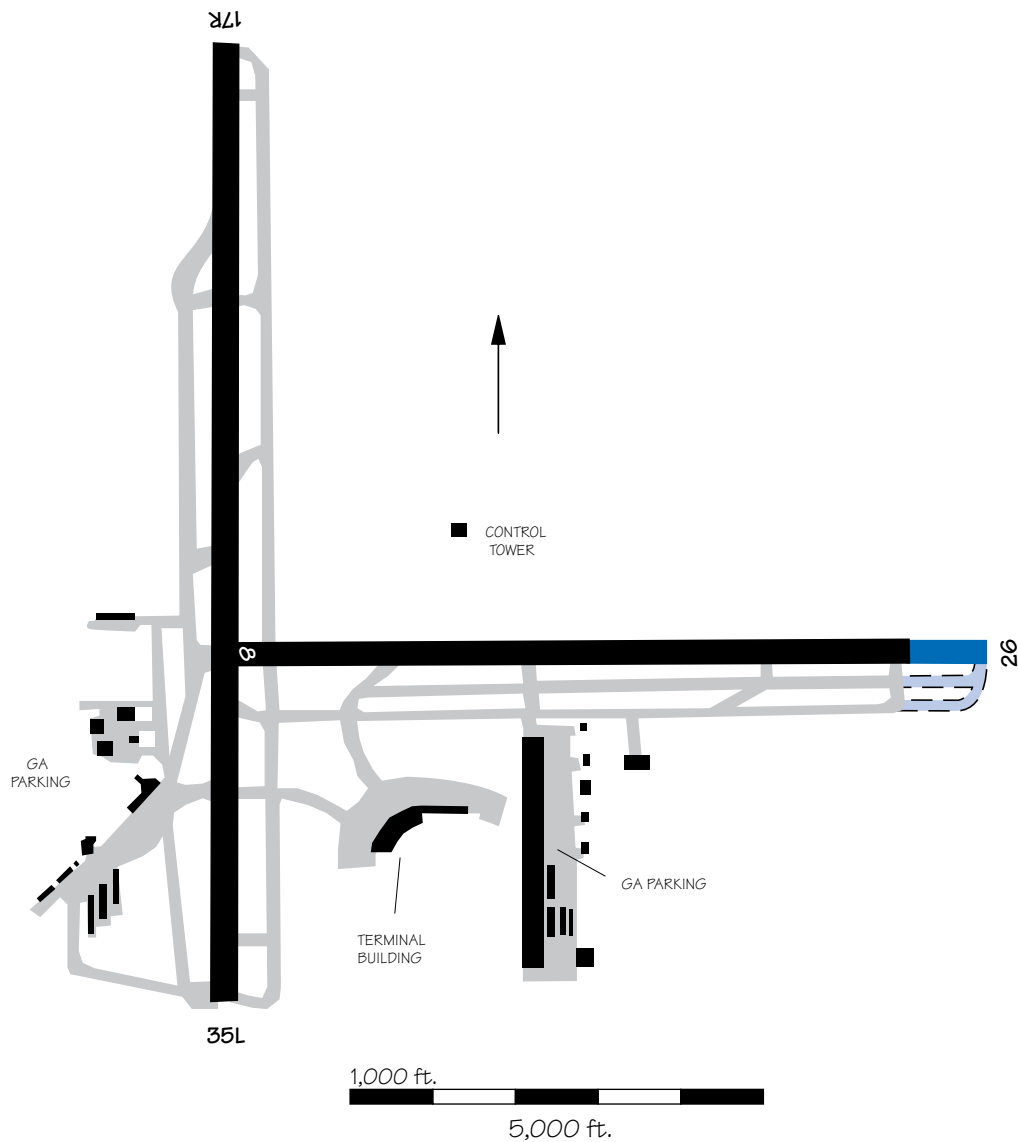 17R
CONTROL
TOWER
8
26
GA
PARKING
GA PARKING
TERMINAL
BUILDING
35L
1,000 ft.
5,000 ft.